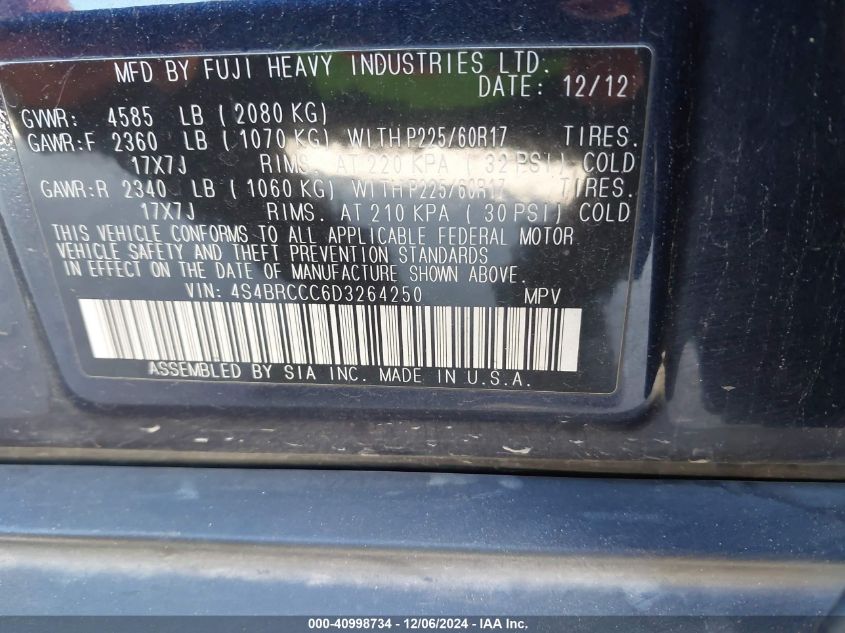 MFD BY FUJI HEAVY INDUSTRIES LTD.
DATE: 12/12
GVWR: 4585 LB ( 2080 KG)
GAWR:F 2360 LB ( 1070 KG) WITH P225/60R17 TIRES.
17X7J RIMS. AT 220 KPA ( 32 PSI) COLD
GAWR:R 2340 LB ( 1060 KG) WITH P225/60R17 TIRES.
17X7J RIMS. AT 210 KPA ( 30 PSI) COLD
THIS VEHICLE CONFORMS TO ALL APPLICABLE FEDERAL MOTOR
VEHICLE SAFETY AND THEFT PREVENTION STANDARDS
IN EFFECT ON THE DATE OF MANUFACTURE SHOWN ABOVE.
VIN: 4S4BRCCC6D3264250 MPV
ASSEMBLED BY SIA INC. MADE IN U.S.A.
000-40998734 - 12/06/2024 - IAA Inc.